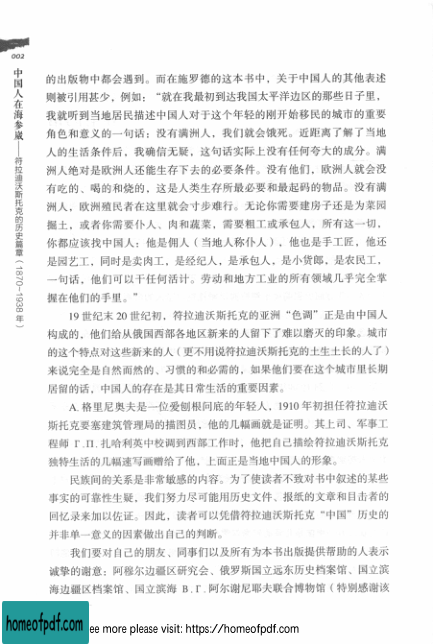 002
中国人在海参崴——符拉迪沃斯托克的历史篇章(1870-1938年)
的出版物中都会遇到。而在施罗德的这本书中，关于中国人的其他表述
则被引用甚少，例如：“就在我最初到达我国太平洋边区的那些日子里，
我就听到当地居民描述中国人对于这个年轻的刚开始移民的城市的重要
角色和意义的一句话：没有满洲人，我们就会饿死。近距离了解了当地
人的生活条件后，我确信无疑，这句话实际上没有任何夸大的成分。满
洲人绝对是欧洲人还能生存下去的必要条件。没有他们，欧洲人就会没
有吃的、喝的和烧的，这是人类生存所最必要和最起码的物品。没有满
洲人，欧洲殖民者在这里就会寸步难行。无论你需要建房子还是为菜园
掘土，或者你需要仆人、肉和蔬菜，需要粗工或承包人，所有这一切，
你都应该找中国人；他是佣人（当地人称仆人），他也是手工匠，他还
是园艺工，同时是卖肉工，是经纪人，是承包人，是小货郎，是农民工，
一句话，他们可以干任何活计。劳动和地方工业的所有领域几乎完全掌
握在他们的手里。”
19 世纪末 20 世纪初，符拉迪沃斯托克的亚洲“色调”正是由中国人
构成的，他们给从俄国西部各地区新来的人留下了难以磨灭的印象。城市
的这个特点对这些新来的人（更不用说符拉迪沃斯托克的土生土长的人了）
来说完全是自然而然的、习惯的和必需的，如果他们要在这个城市里长期
居留的话，中国人的存在是其日常生活的重要因素。
A. 格里尼奥夫是一位爱刨根问底的年轻人，1910 年初担任符拉迪沃
斯托克要塞建筑管理局的描图员，他的几幅画就是证明。其上司、军事工
程师 Г.П. 扎哈利英中校调到西部工作时，他把自己描绘符拉迪沃斯托克
独特生活的几幅速写画赠给了他，上面正是当地中国人的形象。
民族间的关系是非常敏感的内容。为了使读者不致对书中叙述的某些
事实的可靠性生疑，我们努力尽可能用历史文件、报纸的文章和目击者的
回忆录来加以佐证。因此，读者可以凭借符拉迪沃斯托克“中国”历史的
并非单一意义的因素做出自己的判断。
我们要对自己的朋友、同事们以及所有为本书出版提供帮助的人表示
诚挚的谢意：阿穆尔边疆区研究会、俄罗斯国立远东历史档案馆、国立滨
海边疆区档案馆、国立滨海 В.Г. 阿尔谢尼耶夫联合博物馆（特别感谢该
homeofpdf.com
ee more please visit: https://homeofpdf.com